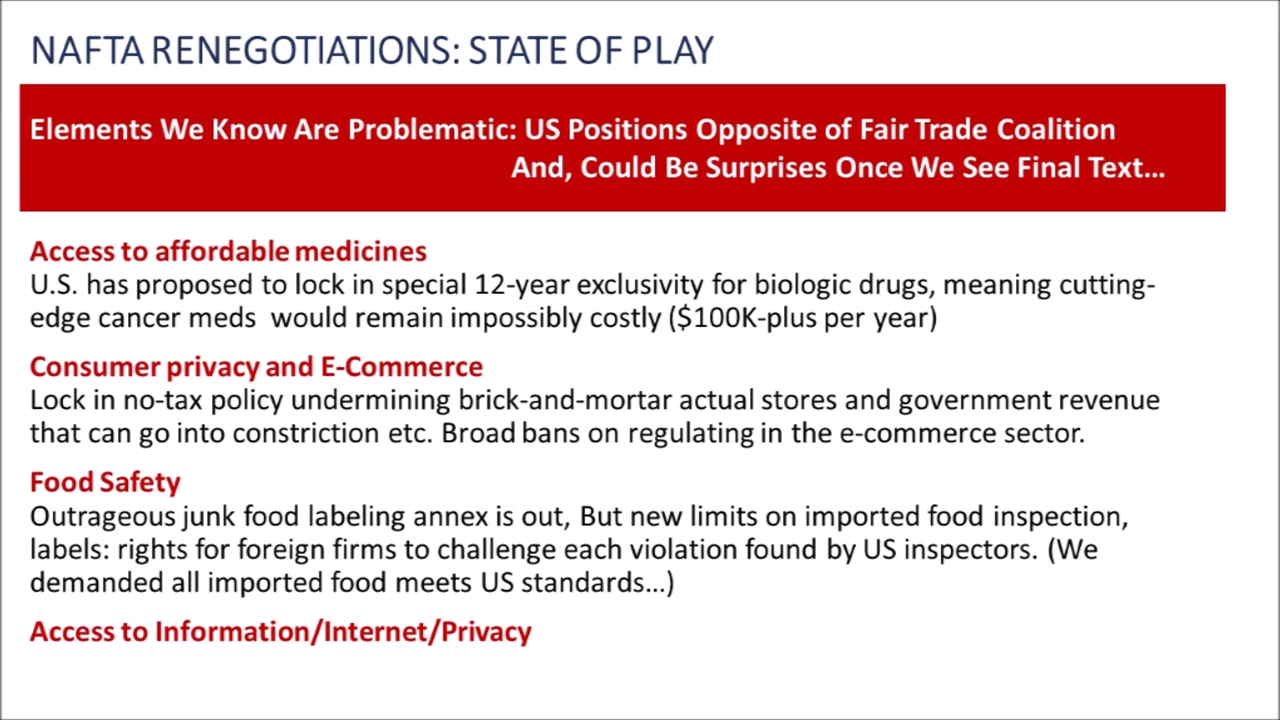 NAFTA RENEGOTIATIONS: STATE OF PLAY
Elements We Know Are Problematic: US Positions Opposite of Fair Trade Coalition
And, Could Be Surprises Once We See Final Text...
Access to affordable medicines
U.S. has proposed to lock in special 12-year exclusivity for biologic drugs, meaning cutting-
edge cancer meds  would remain impossibly costly ($100K-plus per year)
Consumer privacy and E-Commerce
Lock in no-tax policy undermining brick-and-mortar actual stores and government revenue
that can go into constriction etc. Broad bans on regulating in the e-commerce sector.
Food Safety
Outrageous junk food labeling annex is out, But new limits on imported food inspection,
labels: rights for foreign firms to challenge each violation found by US inspectors. (We
demanded all imported food meets US standards...)
Access to Information/Internet/Privacy